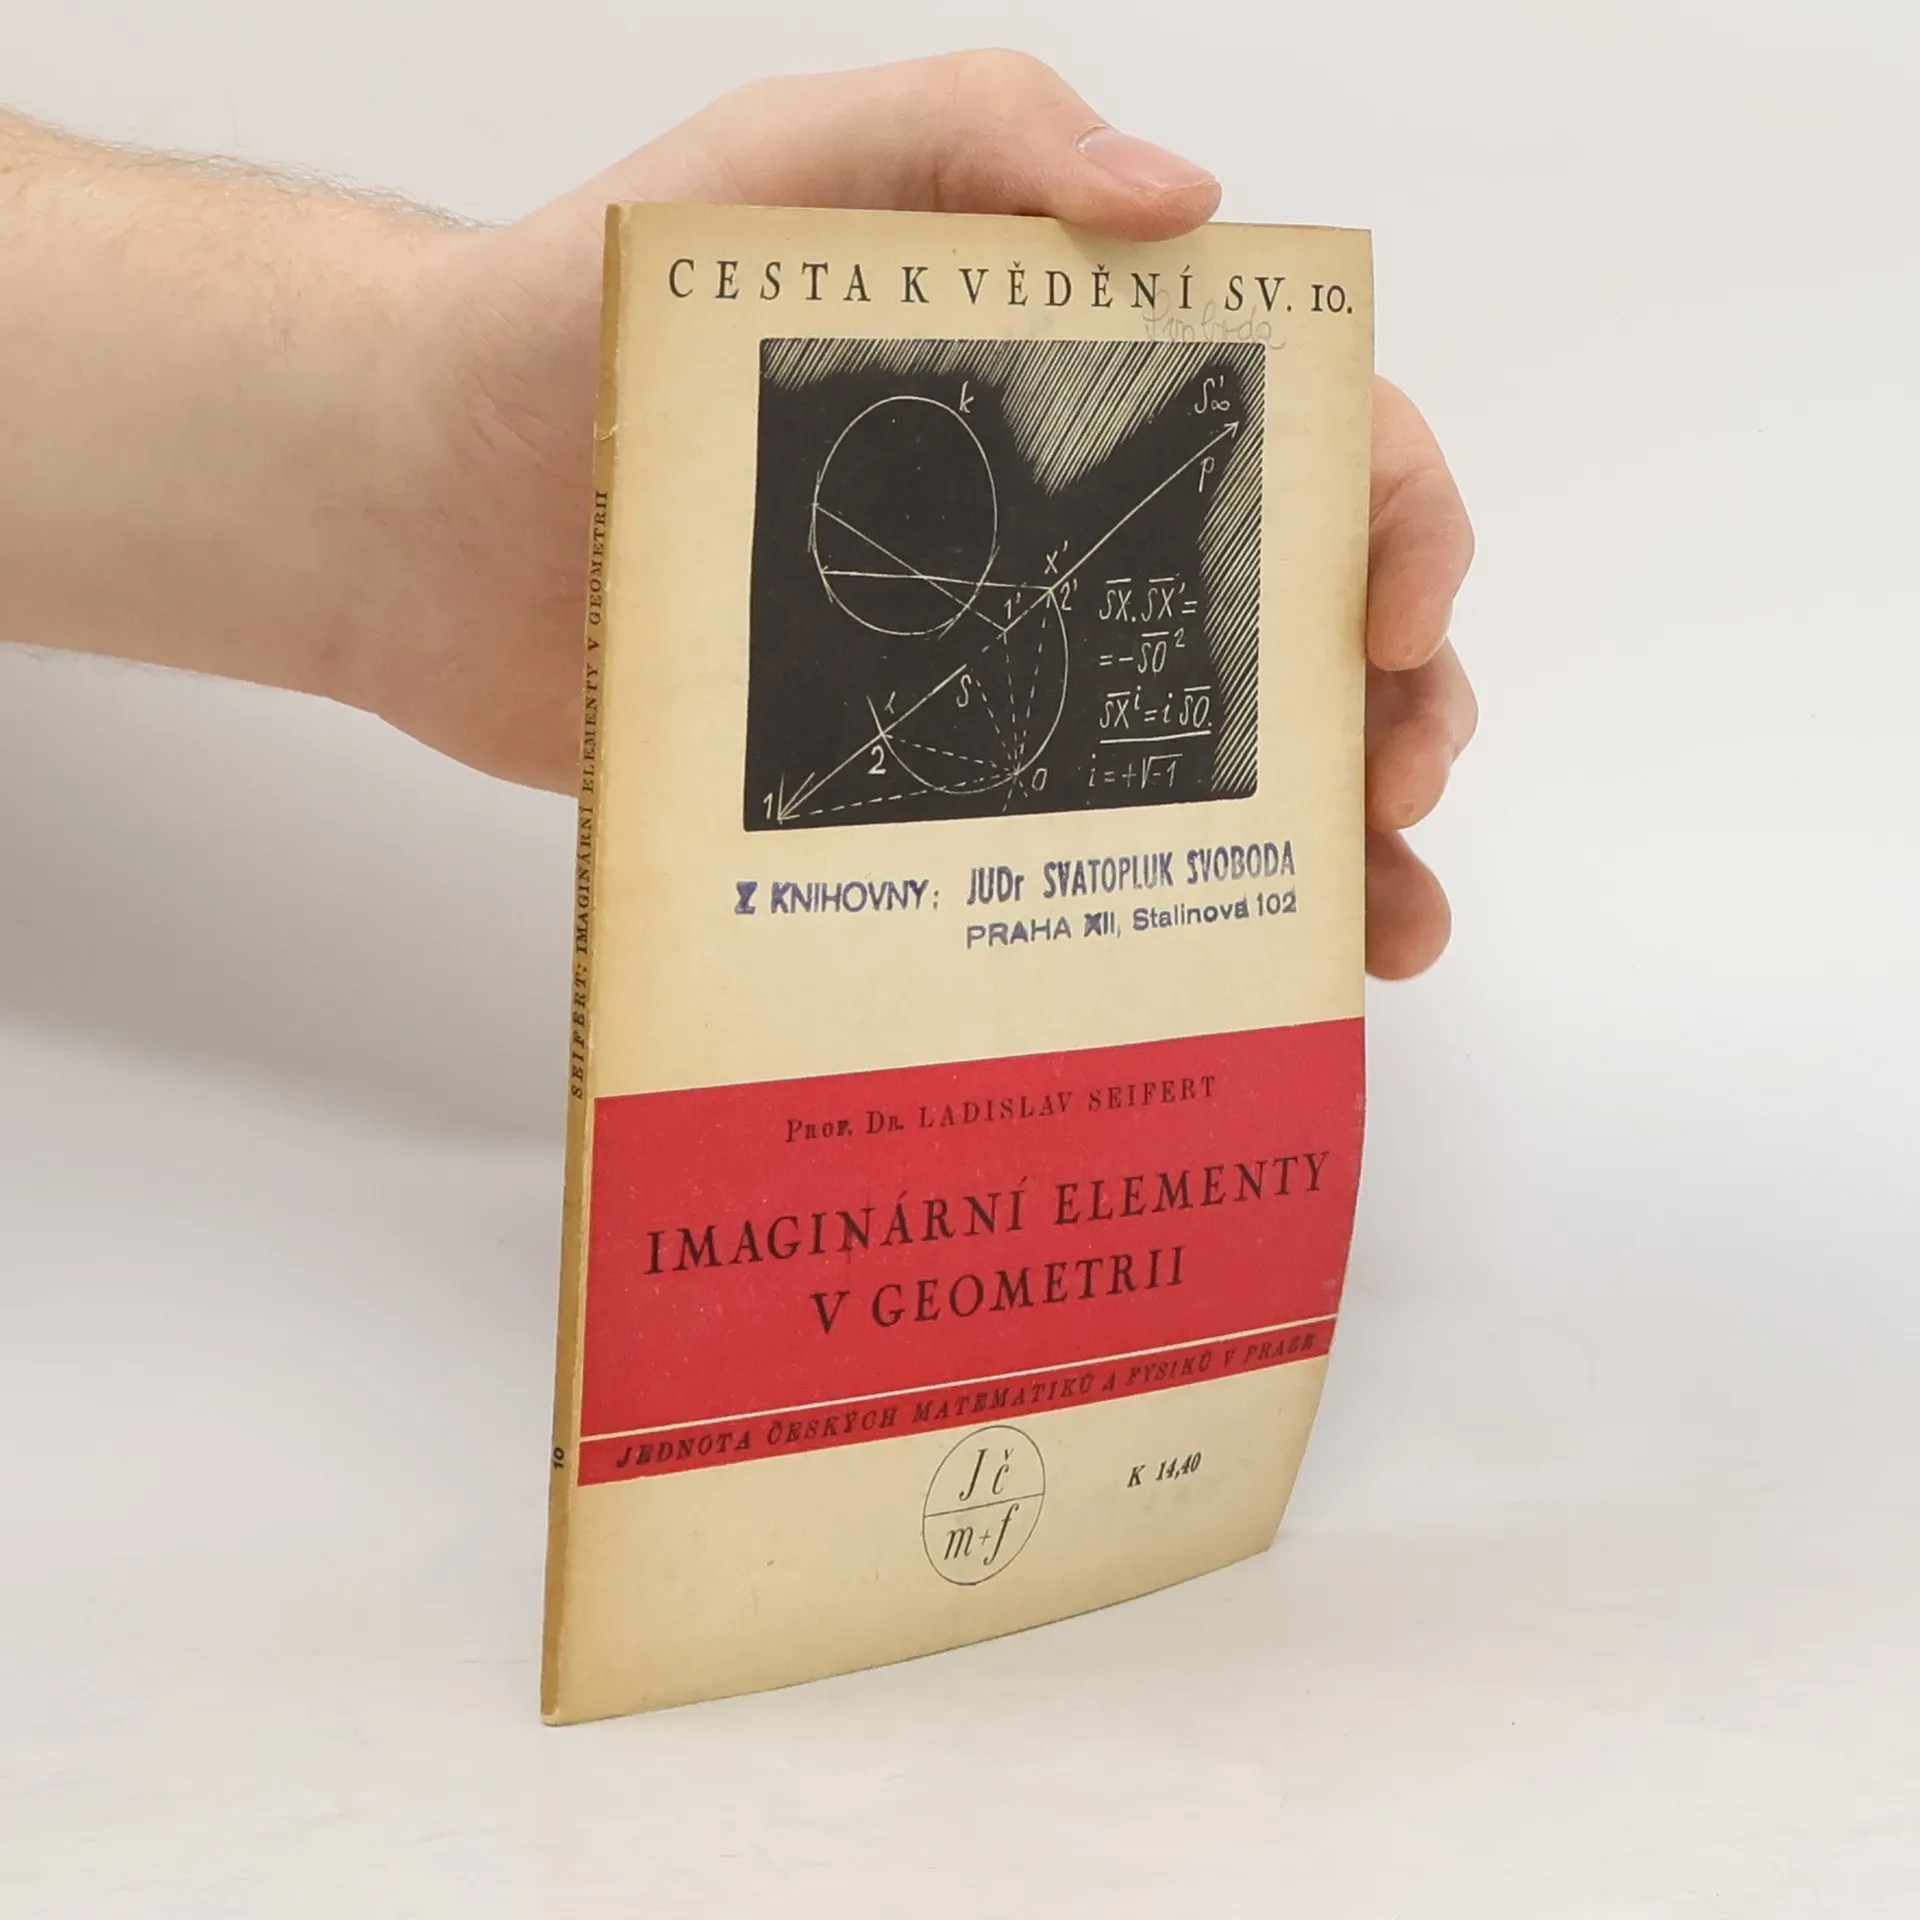 CESTA K VĚDĚNÍ SV. 10.
Svoboda
k
S'∞
p
x'
1'
2'
SX. SX'=
=-SO²
SXⁱ=i SO.
i=+√-1
S
2
O
1
Z KNIHOVNY: JUDr SVATOPLUK SVOBODA
PRAHA XII, Stalinova 102
PROF. DR. LADISLAV SEIFERT
IMAGINÁRNÍ ELEMENTY
V GEOMETRII
JEDNOTA ČESKÝCH MATEMATIKŮ A FYSIKŮ V PRAZE
J č
m+f
K 14,40
SEIFERT: IMAGINÁRNÍ ELEMENTY V GEOMETRII
10